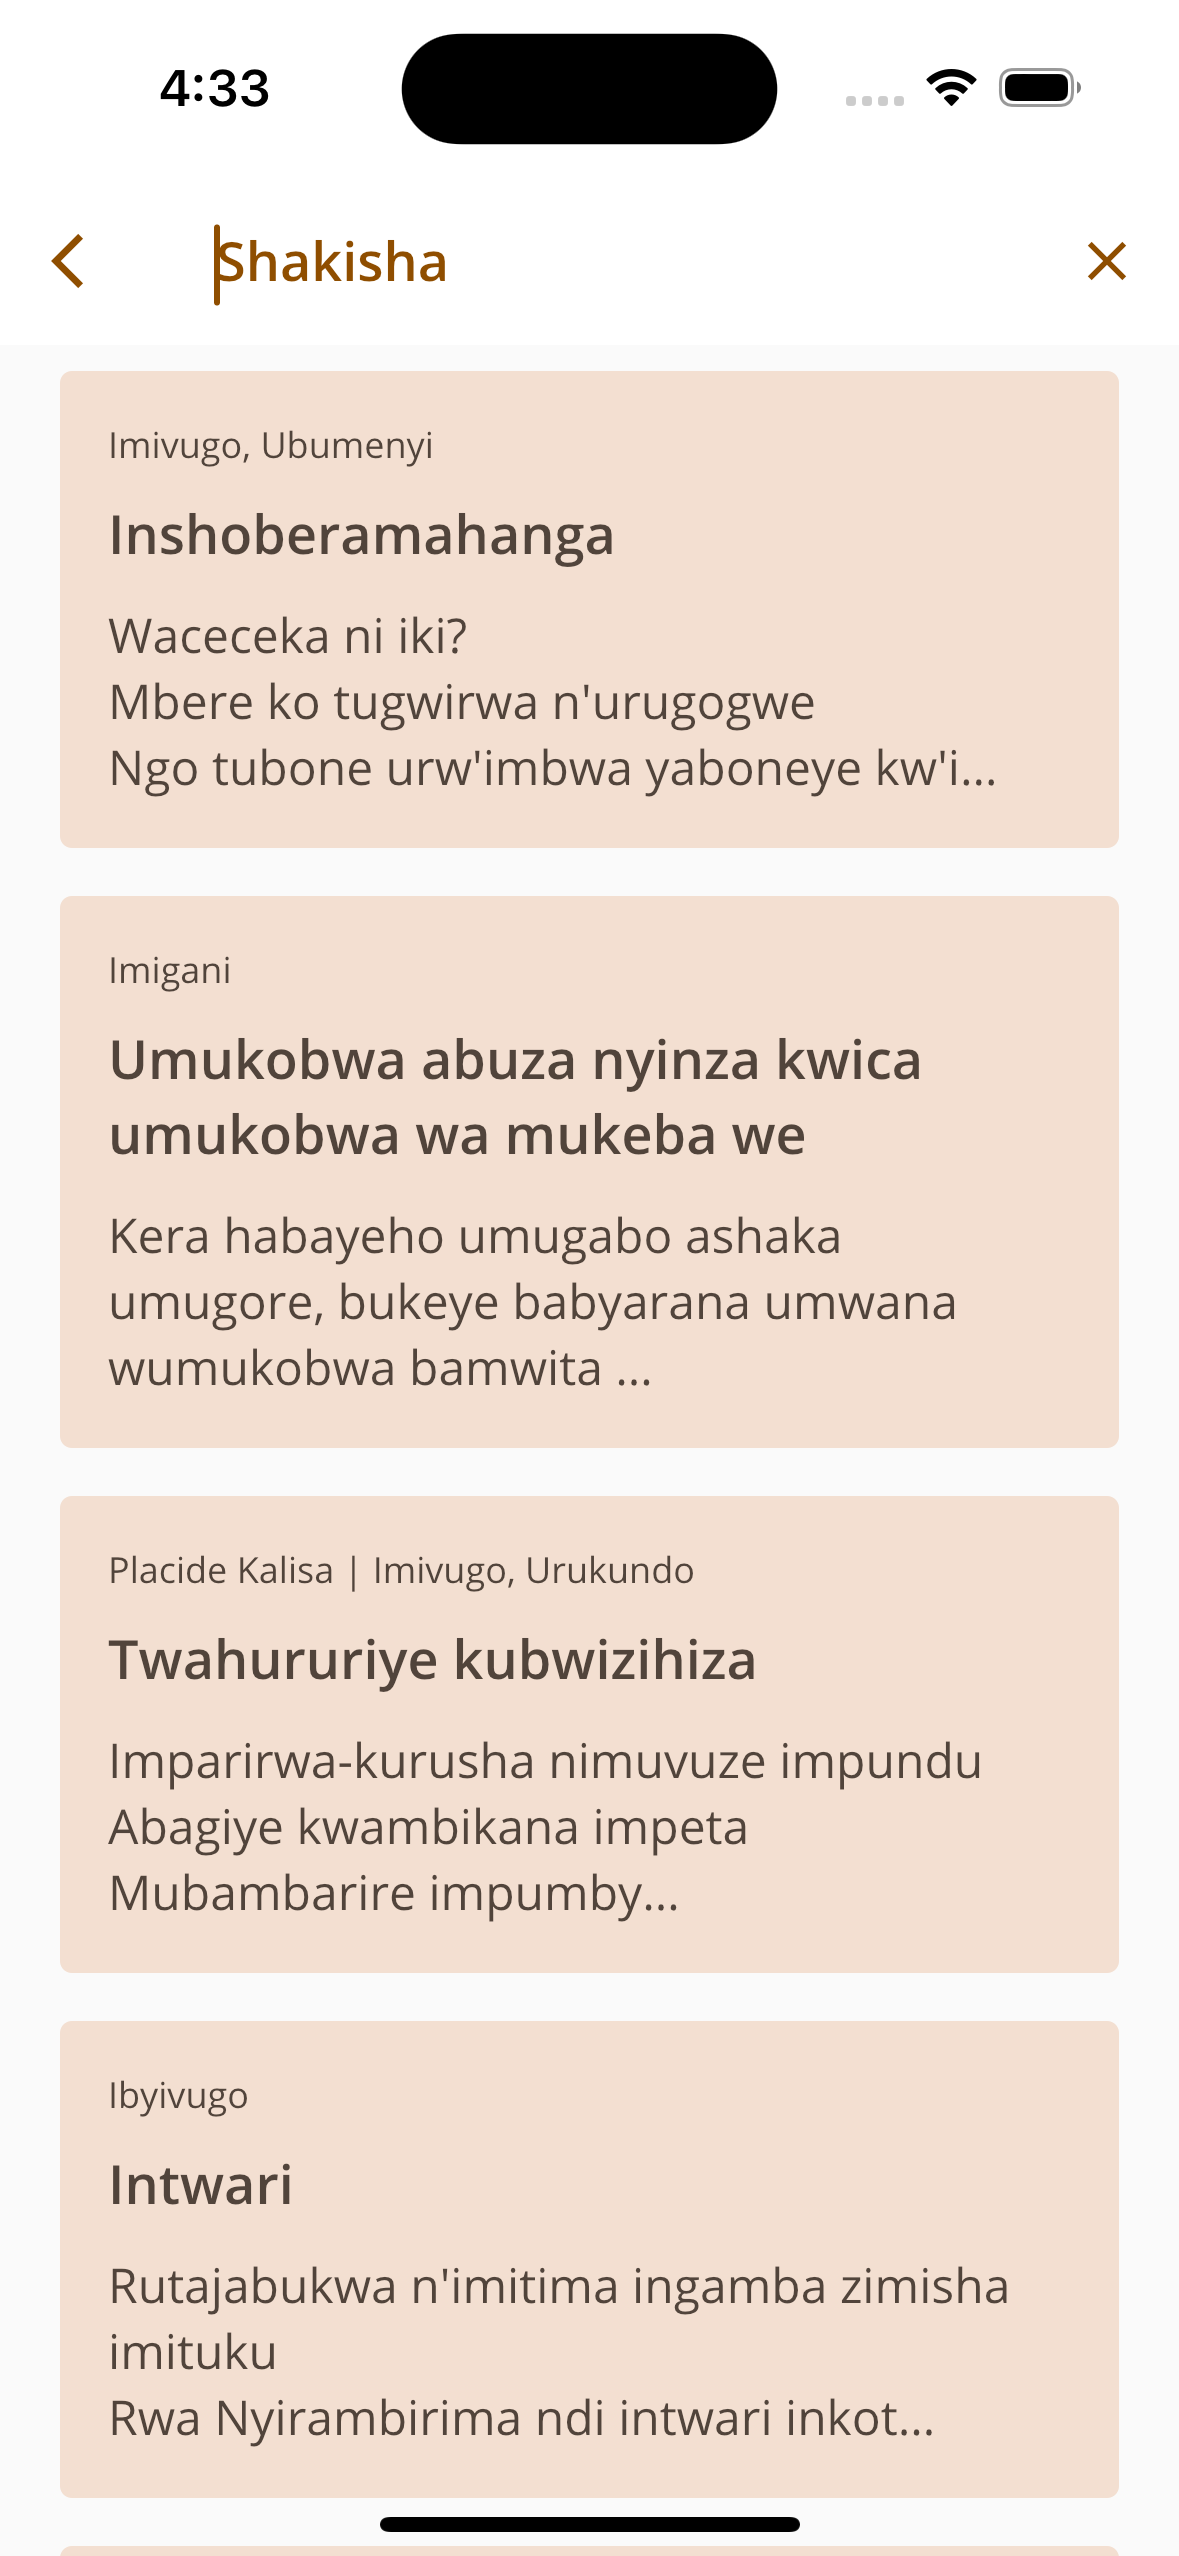 4:33
Shakisha
Imivugo, Ubumenyi
Inshoberamahanga
Waceceka ni iki?
Mbere ko tugwirwa n'urugogwe
Ngo tubone urw'imbwa yaboneye kw'i...
Imigani
Umukobwa abuza nyinza kwica
umukobwa wa mukeba we
Kera habayeho umugabo ashaka
umugore, bukeye babyarana umwana
wumukobwa bamwita ...
Placide Kalisa | Imivugo, Urukundo
Twahururiye kubwizihiza
Imparirwa-kurusha nimuvuze impundu
Abagiye kwambikana impeta
Mubambarire impumby...
Ibyivugo
Intwari
Rutajabukwa n'imitima ingamba zimisha
imituku
Rwa Nyirambirima ndi intwari inkot...